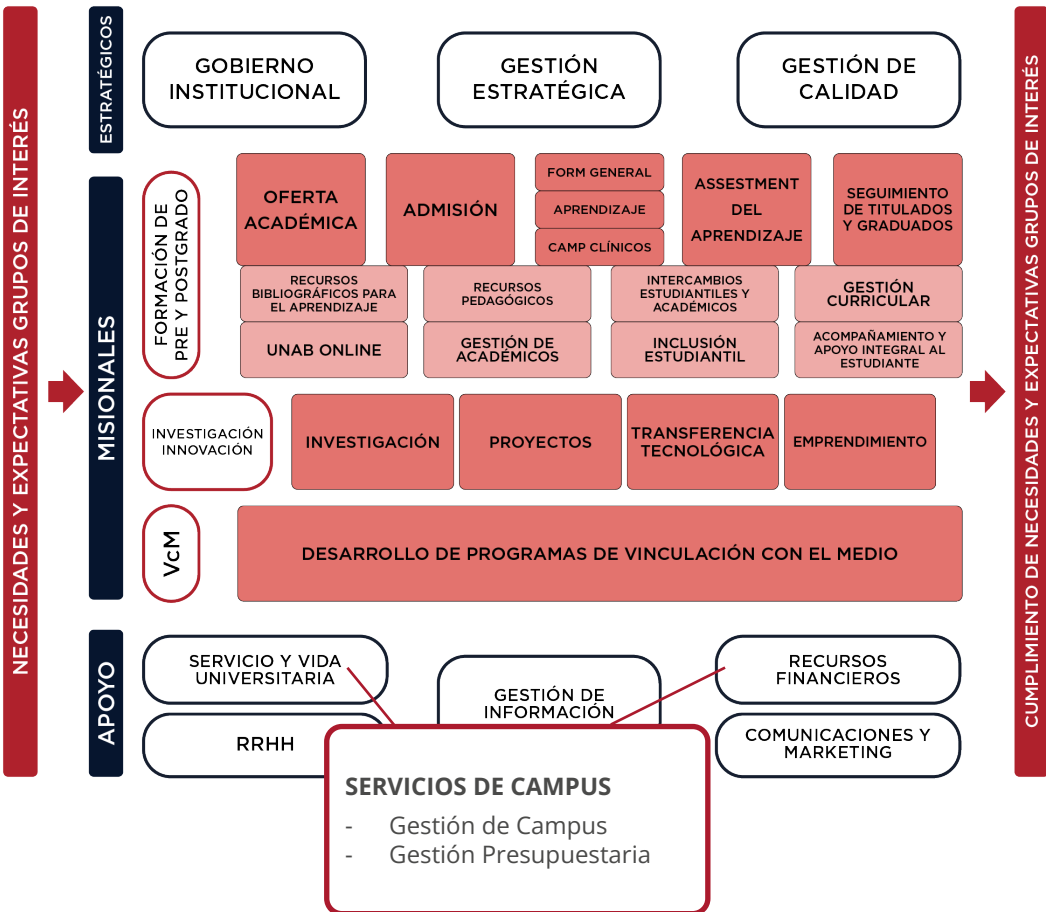 NECESIDADES Y EXPECTATIVAS GRUPOS DE INTERÉS
ESTRATÉGICOS
GOBIERNO
INSTITUCIONAL
GESTIÓN
ESTRATÉGICA
GESTIÓN DE
CALIDAD
MISIONALES
FORMACIÓN DE
PRE Y POSTGRADO
OFERTA
ACADÉMICA
ADMISIÓN
FORM GENERAL
APRENDIZAJE
CAMP CLÍNICOS
ASSESTMENT
DEL
APRENDIZAJE
SEGUIMIENTO
DE TITULADOS
Y GRADUADOS
RECURSOS
BIBLIOGRÁFICOS PARA
EL APRENDIZAJE
RECURSOS
PEDAGÓGICOS
INTERCAMBIOS
ESTUDIANTILES Y
ACADÉMICOS
GESTIÓN
CURRICULAR
UNAB ONLINE
GESTIÓN DE
ACADÉMICOS
INCLUSIÓN
ESTUDIANTIL
ACOMPAÑAMIENTO Y
APOYO INTEGRAL AL
ESTUDIANTE
INVESTIGACIÓN
INNOVACIÓN
INVESTIGACIÓN
PROYECTOS
TRANSFERENCIA
TECNOLÓGICA
EMPRENDIMIENTO
VcM
DESARROLLO DE PROGRAMAS DE VINCULACIÓN CON EL MEDIO
APOYO
SERVICIO Y VIDA
UNIVERSITARIA
GESTIÓN DE
INFORMACIÓN
RECURSOS
FINANCIEROS
RRHH
COMUNICACIONES Y
MARKETING
SERVICIOS DE CAMPUS
- Gestión de Campus
- Gestión Presupuestaria
CUMPLIMIENTO DE NECESIDADES Y EXPECTATIVAS GRUPOS DE INTERÉS